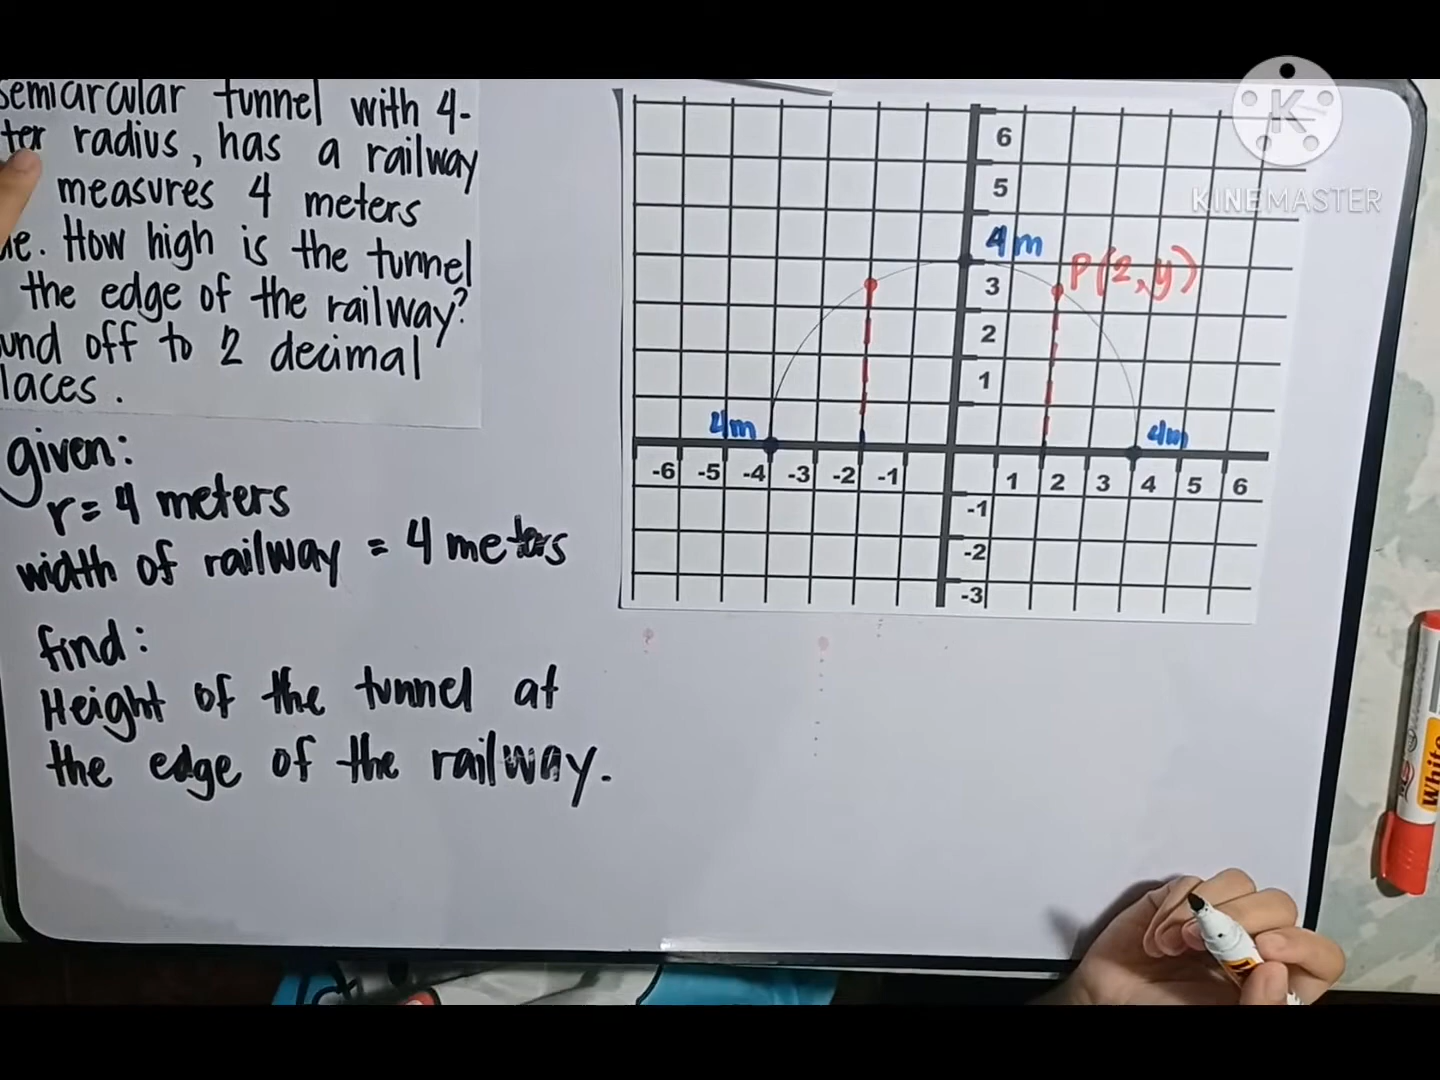 semicircular tunnel with 4-
ter radius, has a railway
measures 4 meters
How high is the tunnel
the edge of the railway?
und off to 2 decimal
laces.
given:
r = 4 meters
width of railway = 4 meters
find:
Height of the tunnel at
the edge of the railway.
6
5
4m
3
2
1
P(2,y)
4m
4m
-6 -5 -4 -3 -2 -1 1 2 3 4 5 6
-1
-2
-3
KINEMASTER
K
White